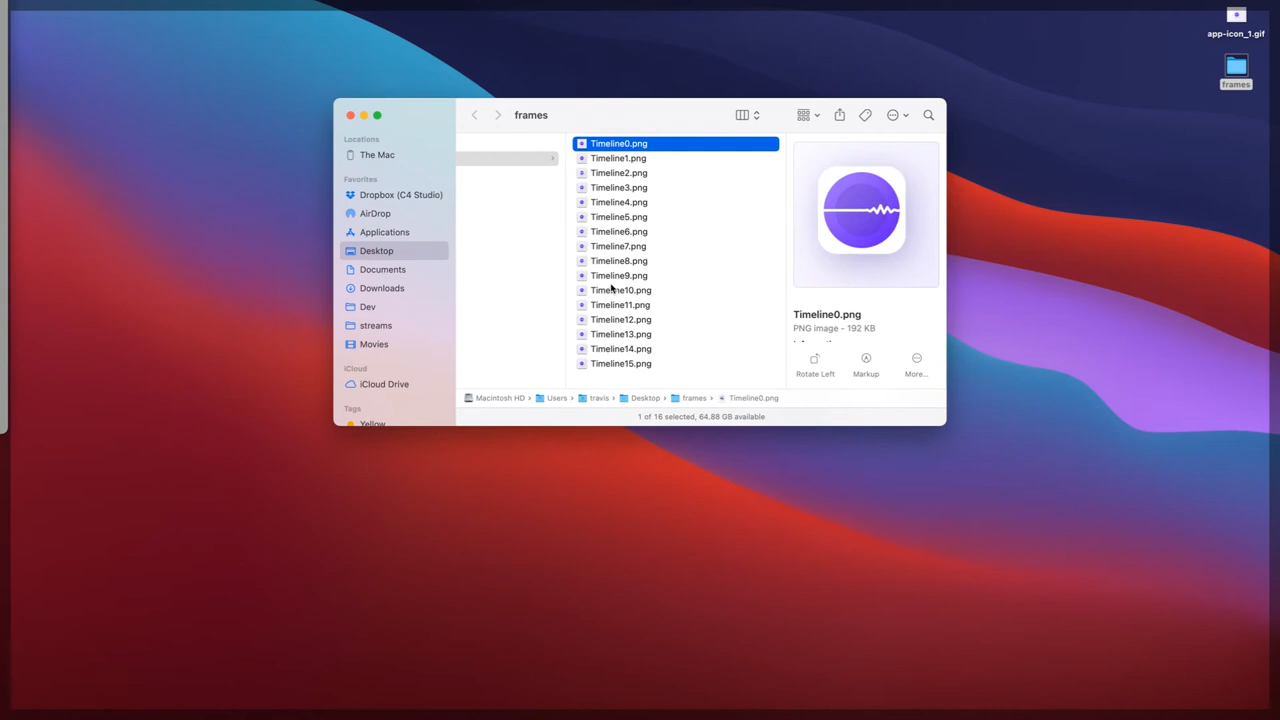 app-icon_1.gif
frames
frames
Locations
The Mac
Favorites
Dropbox (C4 Studio)
AirDrop
Applications
Desktop
Documents
Downloads
Dev
streams
Movies
iCloud
iCloud Drive
Tags
Yellow
Timeline0.png
Timeline1.png
Timeline2.png
Timeline3.png
Timeline4.png
Timeline5.png
Timeline6.png
Timeline7.png
Timeline8.png
Timeline9.png
Timeline10.png
Timeline11.png
Timeline12.png
Timeline13.png
Timeline14.png
Timeline15.png
Timeline0.png
PNG image - 192 KB
Rotate Left
Markup
More...
Macintosh HD › Users › travis › Desktop › frames › Timeline0.png
1 of 16 selected, 64.88 GB available